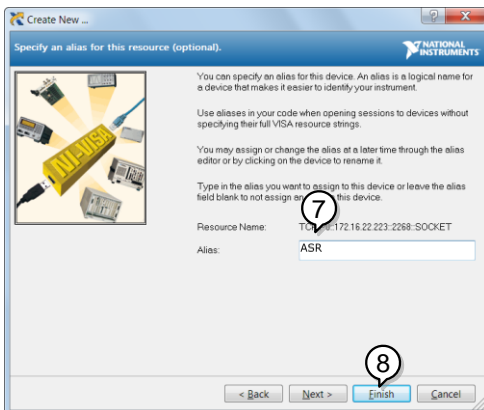 Create New ...
Specify an alias for this resource (optional).
NATIONAL
INSTRUMENTS
You can specify an alias for this device. An alias is a logical name for
a device that makes it easier to identify your instrument.
Use aliases in your code when opening sessions to devices without
specifying their full VISA resource strings.
You may assign or change the alias at a later time through the alias
editor or by clicking on the device to rename it.
Type in the alias you want to assign to this device or leave the alias
field blank to not assign an this device.
NI-VISA
7
Resource Name: ::172.16.22.223::2268::SOCKET
Alias: ASR
8
< Back Next > Finish Cancel